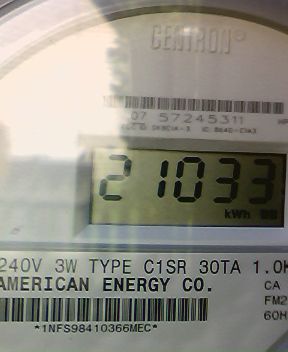 CENTRON®
07 57245311
21033
kWh
240V 3W TYPE C1SR 30TA 1.0K
AMERICAN ENERGY CO.
CA
FM2
60H
*1NFS98410366MEC*